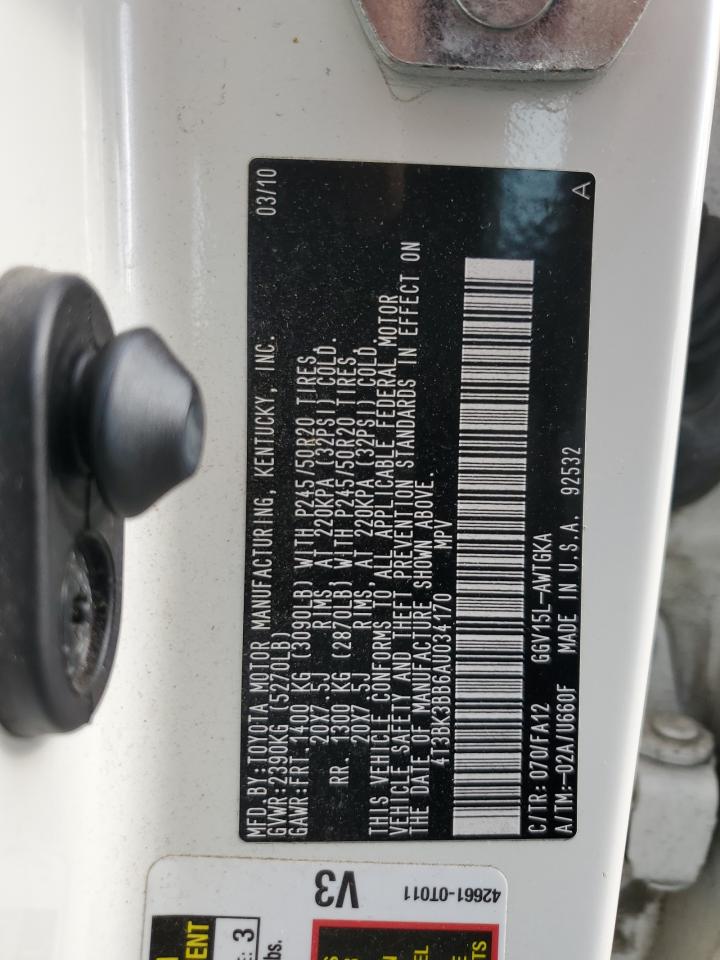 MFD.BY:TOYOTA MOTOR MANUFACTURING, KENTUCKY, INC. 03/10
GVWR:2390KG(5270LB)
GAWR:FRT-1400 KG (3090LB) WITH P245/50R20 TIRES,
20X7.5J RIMS, AT 220KPA (32PSI) COLD.
RR. 1300 KG (2870LB) WITH P245/50R20 TIRES,
20X7.5J RIMS, AT 220KPA (32PSI) COLD.
THIS VEHICLE CONFORMS TO ALL APPLICABLE FEDERAL MOTOR
VEHICLE SAFETY AND THEFT PREVENTION STANDARDS IN EFFECT ON
THE DATE OF MANUFACTURE SHOWN ABOVE.
4T3BK3BB6AU034170 MPV
C/TR:070/FA12 GGV15L-AWTGKA
A/TM:-02A/U660F MADE IN U.S.A. 92532 A
V3
42661-0T011
3
lbs.